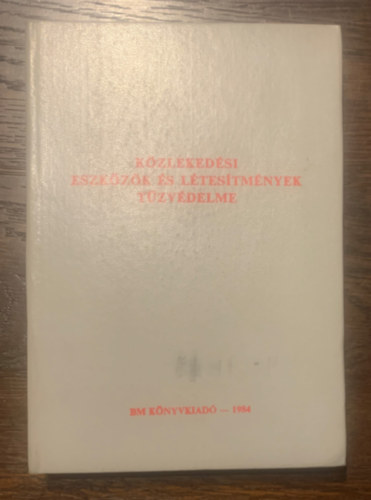 KÖZLEKEDÉSI
ESZKÖZÖK ÉS LÉTESÍTMÉNYEK
TŰZVÉDELME
BM KÖNYVKIADÓ — 1984